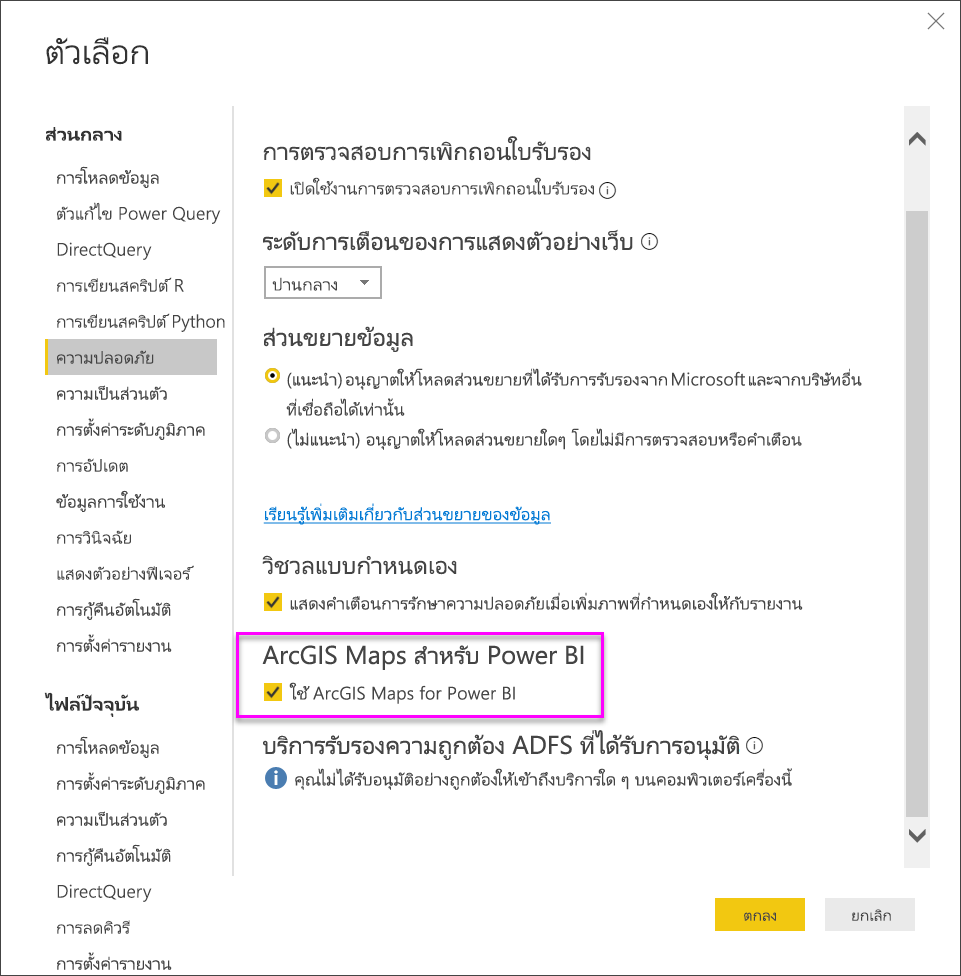 ตัวเลือก
ส่วนกลาง
การโหลดข้อมูล
ตัวแก้ไข Power Query
DirectQuery
การเขียนสคริปต์ R
การเขียนสคริปต์ Python
ความปลอดภัย
ความเป็นส่วนตัว
การตั้งค่าระดับภูมิภาค
การอัปเดต
ข้อมูลการใช้งาน
การวินิจฉัย
แสดงตัวอย่างฟีเจอร์
การกู้คืนอัตโนมัติ
การตั้งค่ารายงาน
ไฟล์ปัจจุบัน
การโหลดข้อมูล
การตั้งค่าระดับภูมิภาค
ความเป็นส่วนตัว
การกู้คืนอัตโนมัติ
DirectQuery
การลดคิวรี
การตั้งค่ารายงาน
การตรวจสอบการเพิกถอนใบรับรอง
เปิดใช้งานการตรวจสอบการเพิกถอนใบรับรอง
ระดับการเตือนของการแสดงตัวอย่างเว็บ
ปานกลาง
ส่วนขยายข้อมูล
(แนะนำ) อนุญาตให้โหลดส่วนขยายที่ได้รับการรับรองจาก Microsoft และจากบริษัทอื่น
ที่เชื่อถือได้เท่านั้น
(ไม่แนะนำ) อนุญาตให้โหลดส่วนขยายใดๆ โดยไม่มีการตรวจสอบหรือคำเตือน
เรียนรู้เพิ่มเติมเกี่ยวกับส่วนขยายของข้อมูล
วิชวลแบบกำหนดเอง
แสดงคำเตือนการรักษาความปลอดภัยเมื่อเพิ่มภาพที่กำหนดเองให้กับรายงาน
ArcGIS Maps สำหรับ Power BI
ใช้ ArcGIS Maps for Power BI
บริการรับรองความถูกต้อง ADFS ที่ได้รับการอนุมัติ
คุณไม่ได้รับอนุมัติอย่างถูกต้องให้เข้าถึงบริการใด ๆ บนคอมพิวเตอร์เครื่องนี้
ตกลง
ยกเลิก